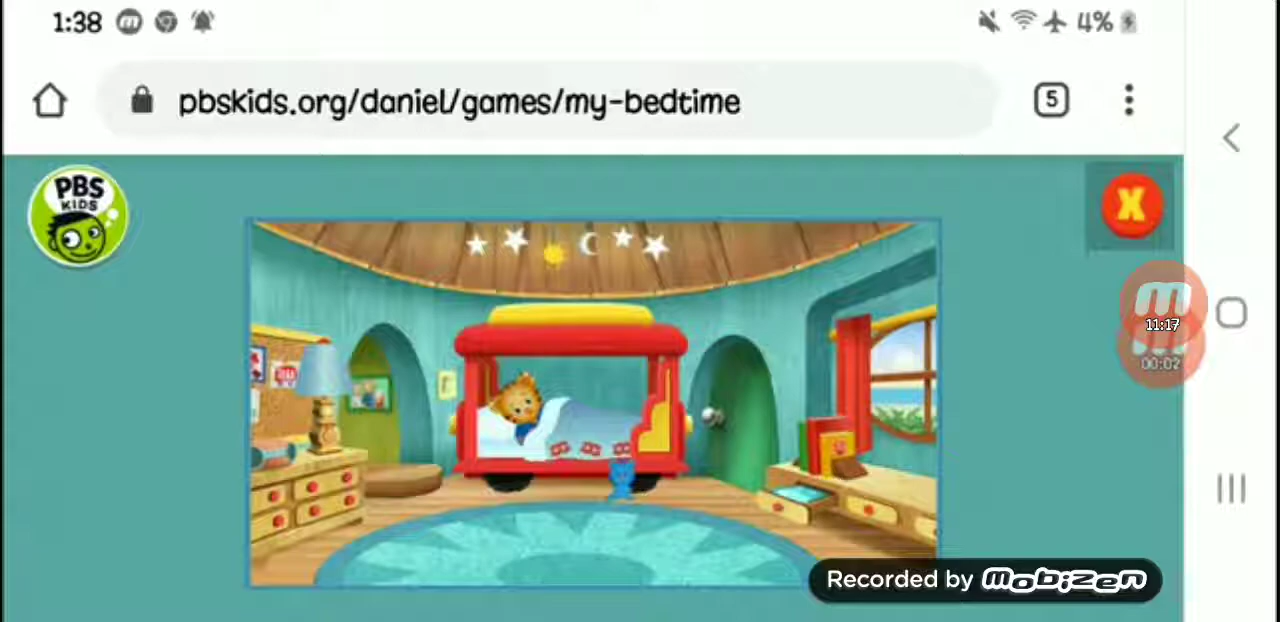 1:38
4%
pbskids.org/daniel/games/my-bedtime
5
PBS
KIDS
X
11:17
00:02
Recorded by mobizen